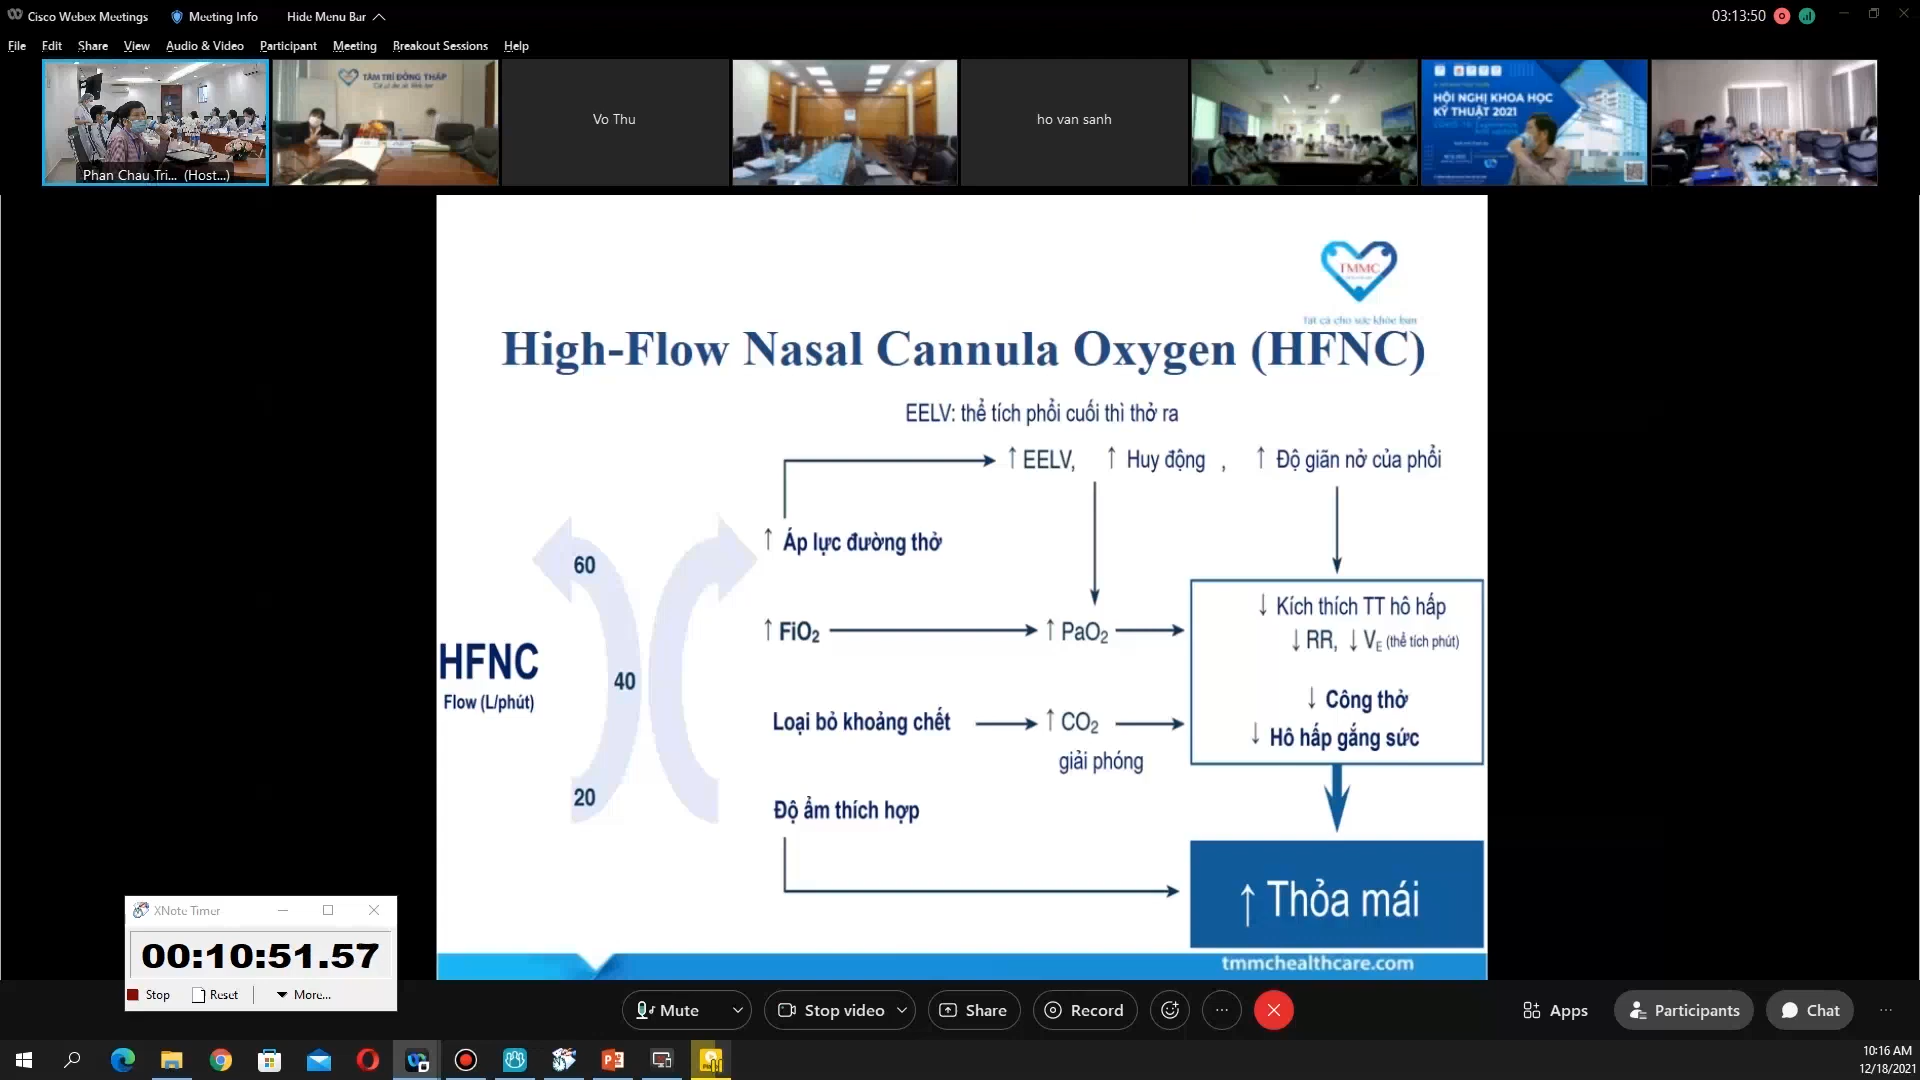 Cisco Webex Meetings
Meeting Info
Hide Menu Bar
03:13:50
File Edit Share View Audio & Video Participant Meeting Breakout Sessions Help
Phan Chau Tri... (Host...)
TÂM TRÍ ĐỒNG THÁP
Vo Thu
ho van sanh
HỘI NGHỊ KHOA HỌC
KỸ THUẬT 2021
TMMC
Tất cả cho sức khỏe bạn
High-Flow Nasal Cannula Oxygen (HFNC)
EELV: thể tích phổi cuối thì thở ra
↑ EELV, ↑ Huy động , ↑ Độ giãn nở của phổi
↑ Áp lực đường thở
60
↓ Kích thích TT hô hấp
↑ FiO₂
↑ PaO₂
↓ RR, ↓ VE (thể tích phút)
HFNC
Flow (L/phút)
40
↓ Công thở
Loại bỏ khoảng chết
↑ CO₂
giải phóng
↓ Hô hấp gắng sức
20
Độ ẩm thích hợp
↑ Thỏa mái
tmmchealthcare.com
XNote Timer
00:10:51.57
Stop Reset More...
Mute
Stop video
Share
Record
Apps
Participants
Chat
10:16 AM
12/18/2021